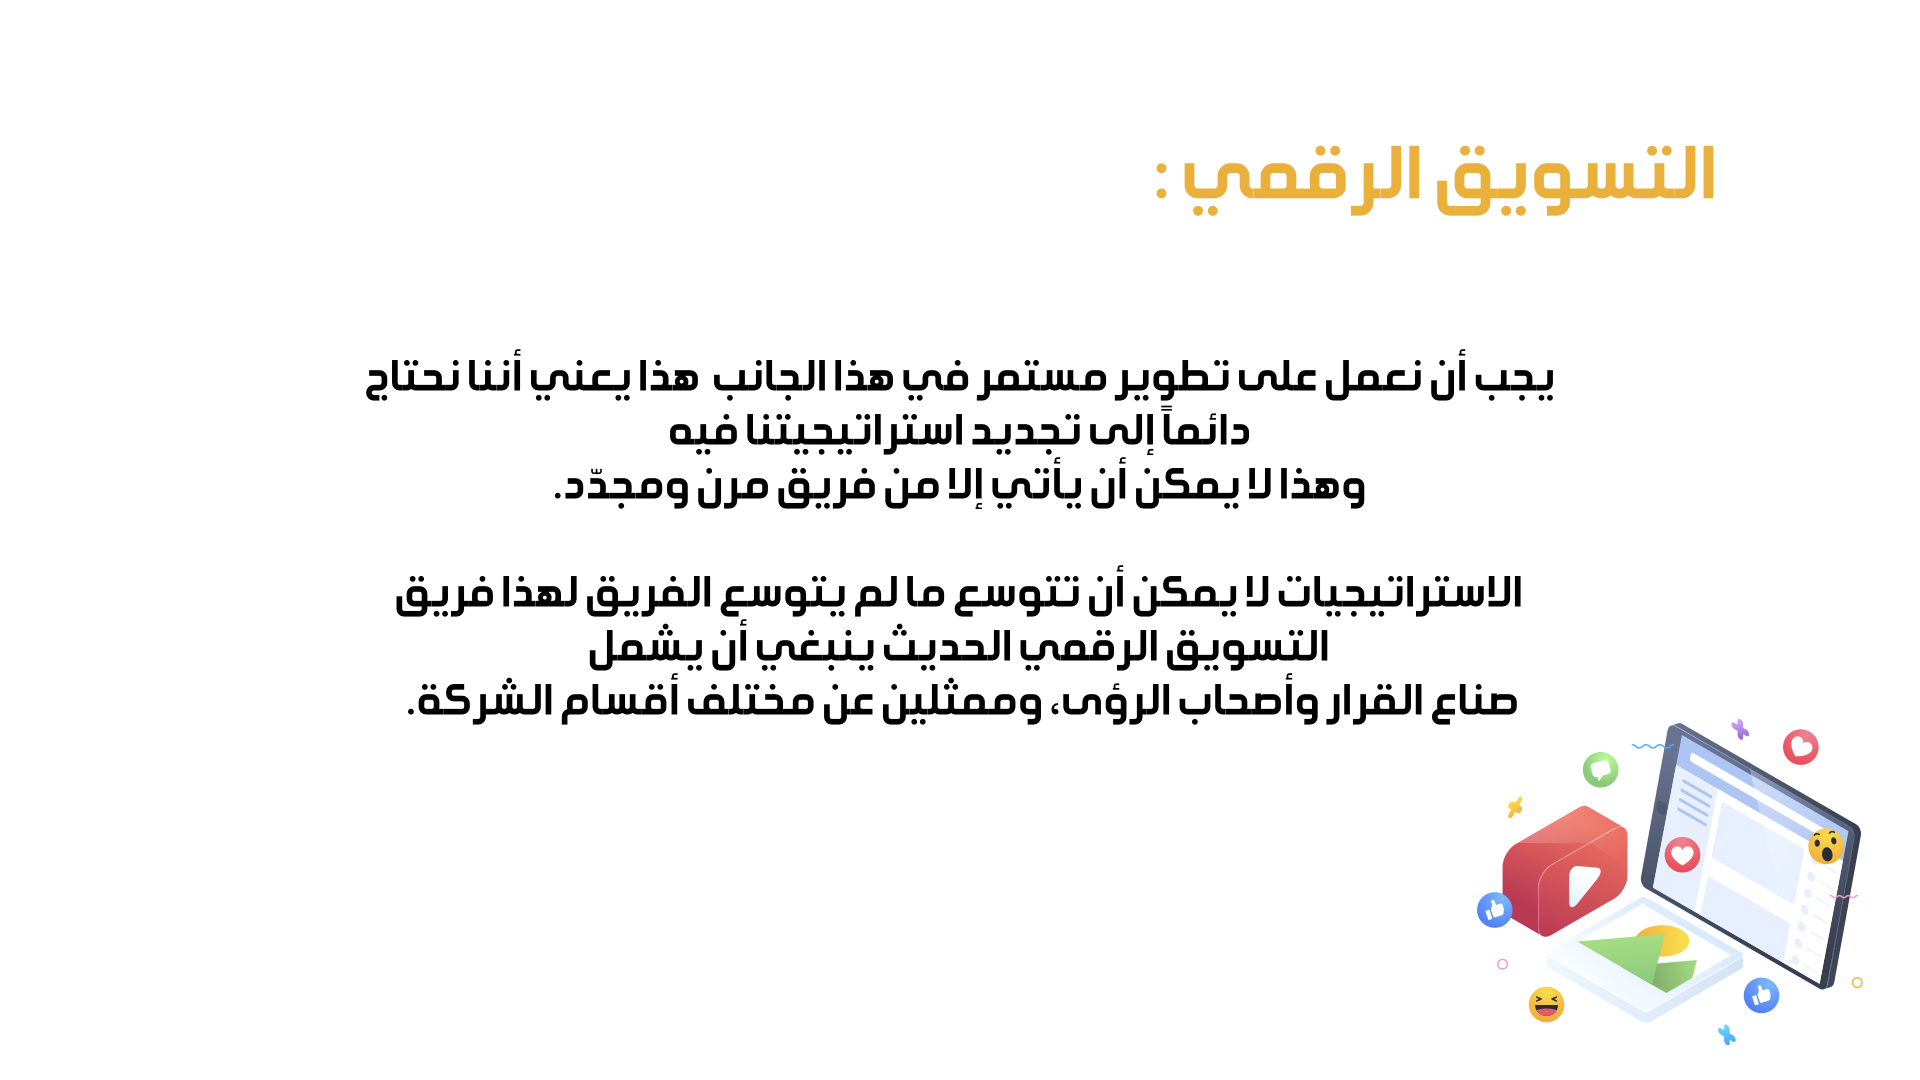 التسويق الرقمي :
يجب أن نعمل على تطوير مستمر في هذا الجانب هذا يعني أننا نحتاج
دائماً إلى تجديد استراتيجيتنا فيه
وهذا لا يمكن أن يأتي إلا من فريق مرن ومجدّد.
الاستراتيجيات لا يمكن أن تتوسع ما لم يتوسع الفريق لهذا فريق
التسويق الرقمي الحديث ينبغي أن يشمل
صناع القرار وأصحاب الرؤى، وممثلين عن مختلف أقسام الشركة.